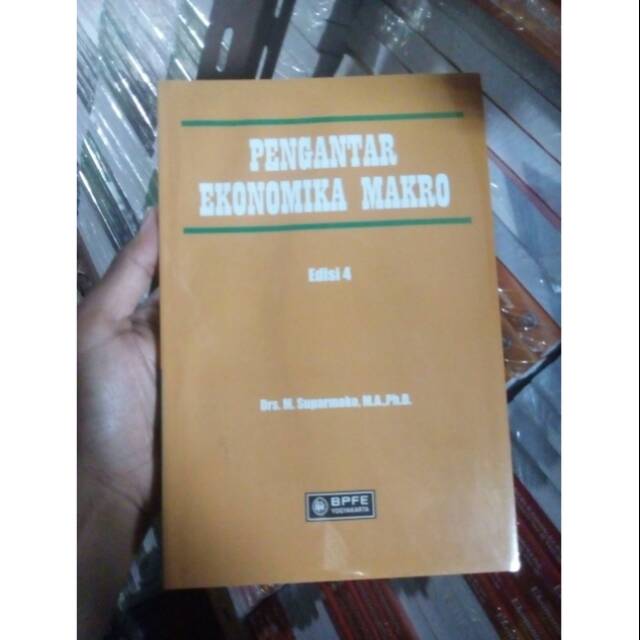 PENGANTAR
EKONOMIKA MAKRO
Edisi 4
Drs. M. Suparmoko, M.A.,Ph.D.
BPFE
YOGYAKARTA